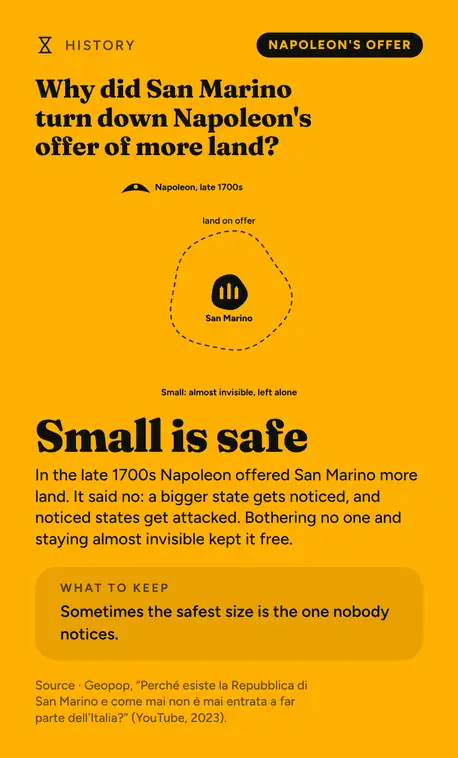 HISTORY
NAPOLEON'S OFFER
Why did San Marino
turn down Napoleon's
offer of more land?
Napoleon, late 1700s
land on offer
San Marino
Small: almost invisible, left alone
Small is safe
In the late 1700s Napoleon offered San Marino more
land. It said no: a bigger state gets noticed, and
noticed states get attacked. Bothering no one and
staying almost invisible kept it free.
WHAT TO KEEP
Sometimes the safest size is the one nobody
notices.
Source · Geopop, “Perché esiste la Repubblica di
San Marino e come mai non è mai entrata a far
parte dell'Italia?” (YouTube, 2023).